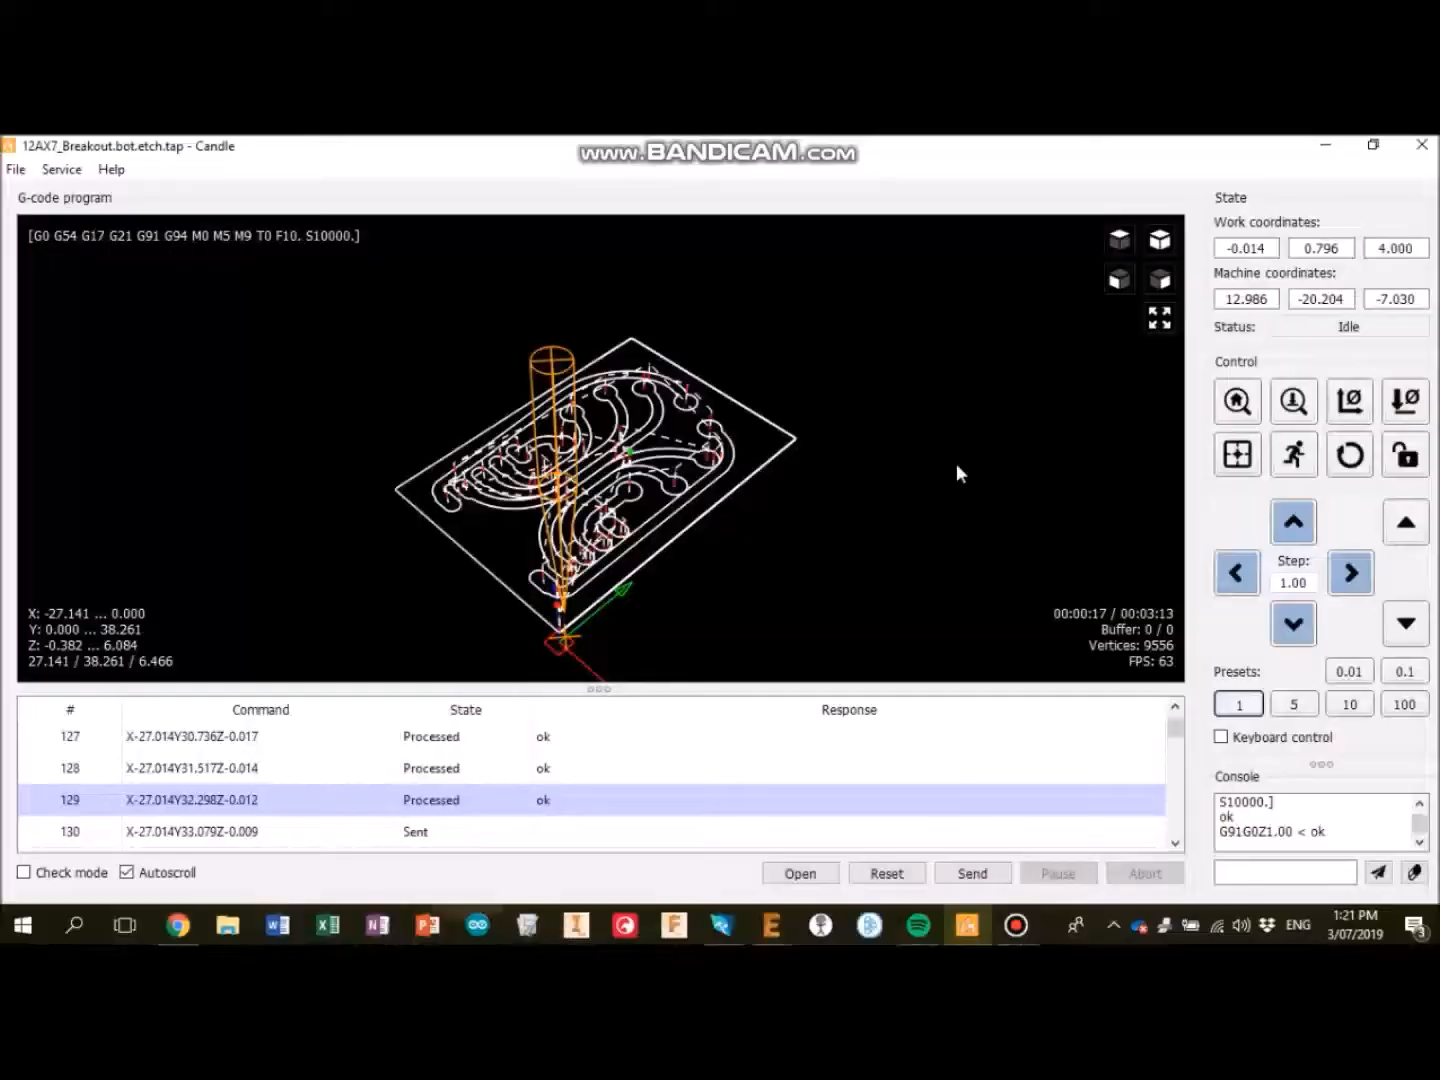 12AX7_Breakout.bot.etch.tap - Candle
www.BANDICAM.com
File Service Help
G-code program
[G0 G54 G17 G21 G91 G94 M0 M5 M9 T0 F10. S10000.]
X: -27.141 ... 0.000
Y: 0.000 ... 38.261
Z: -0.382 ... 6.084
27.141 / 38.261 / 6.466
00:00:17 / 00:03:13
Buffer: 0 / 0
Vertices: 9556
FPS: 63
# Command State Response
127 X-27.014Y30.736Z-0.017 Processed ok
128 X-27.014Y31.517Z-0.014 Processed ok
129 X-27.014Y32.298Z-0.012 Processed ok
130 X-27.014Y33.079Z-0.009 Sent
Check mode Autoscroll Open Reset Send Pause Abort
State
Work coordinates:
-0.014 0.796 4.000
Machine coordinates:
12.986 -20.204 -7.030
Status: Idle
Control
Step:
1.00
Presets: 0.01 0.1
1 5 10 100
Keyboard control
Console
S10000.]
ok
G91G0Z1.00 < ok
ENG
1:21 PM
3/07/2019
3